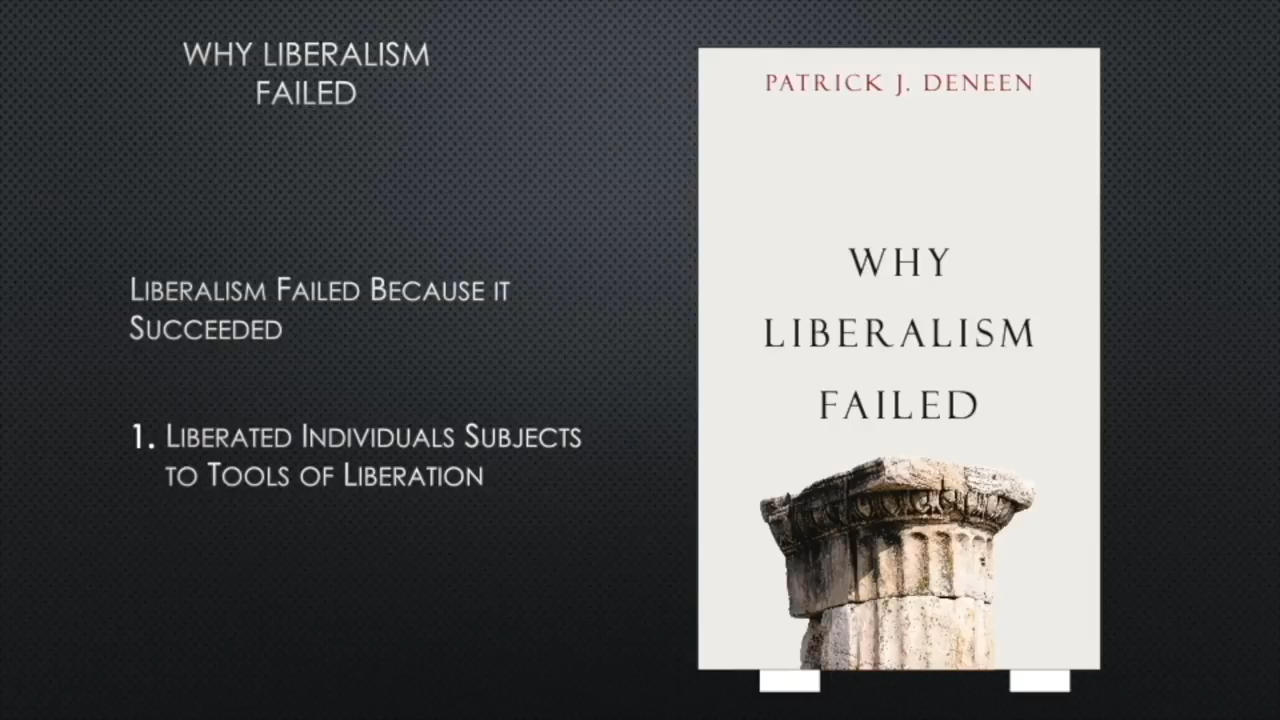 WHY LIBERALISM
FAILED
LIBERALISM FAILED BECAUSE IT
SUCCEEDED
1. LIBERATED INDIVIDUALS SUBJECTS
TO TOOLS OF LIBERATION
PATRICK J. DENEEN
WHY
LIBERALISM
FAILED